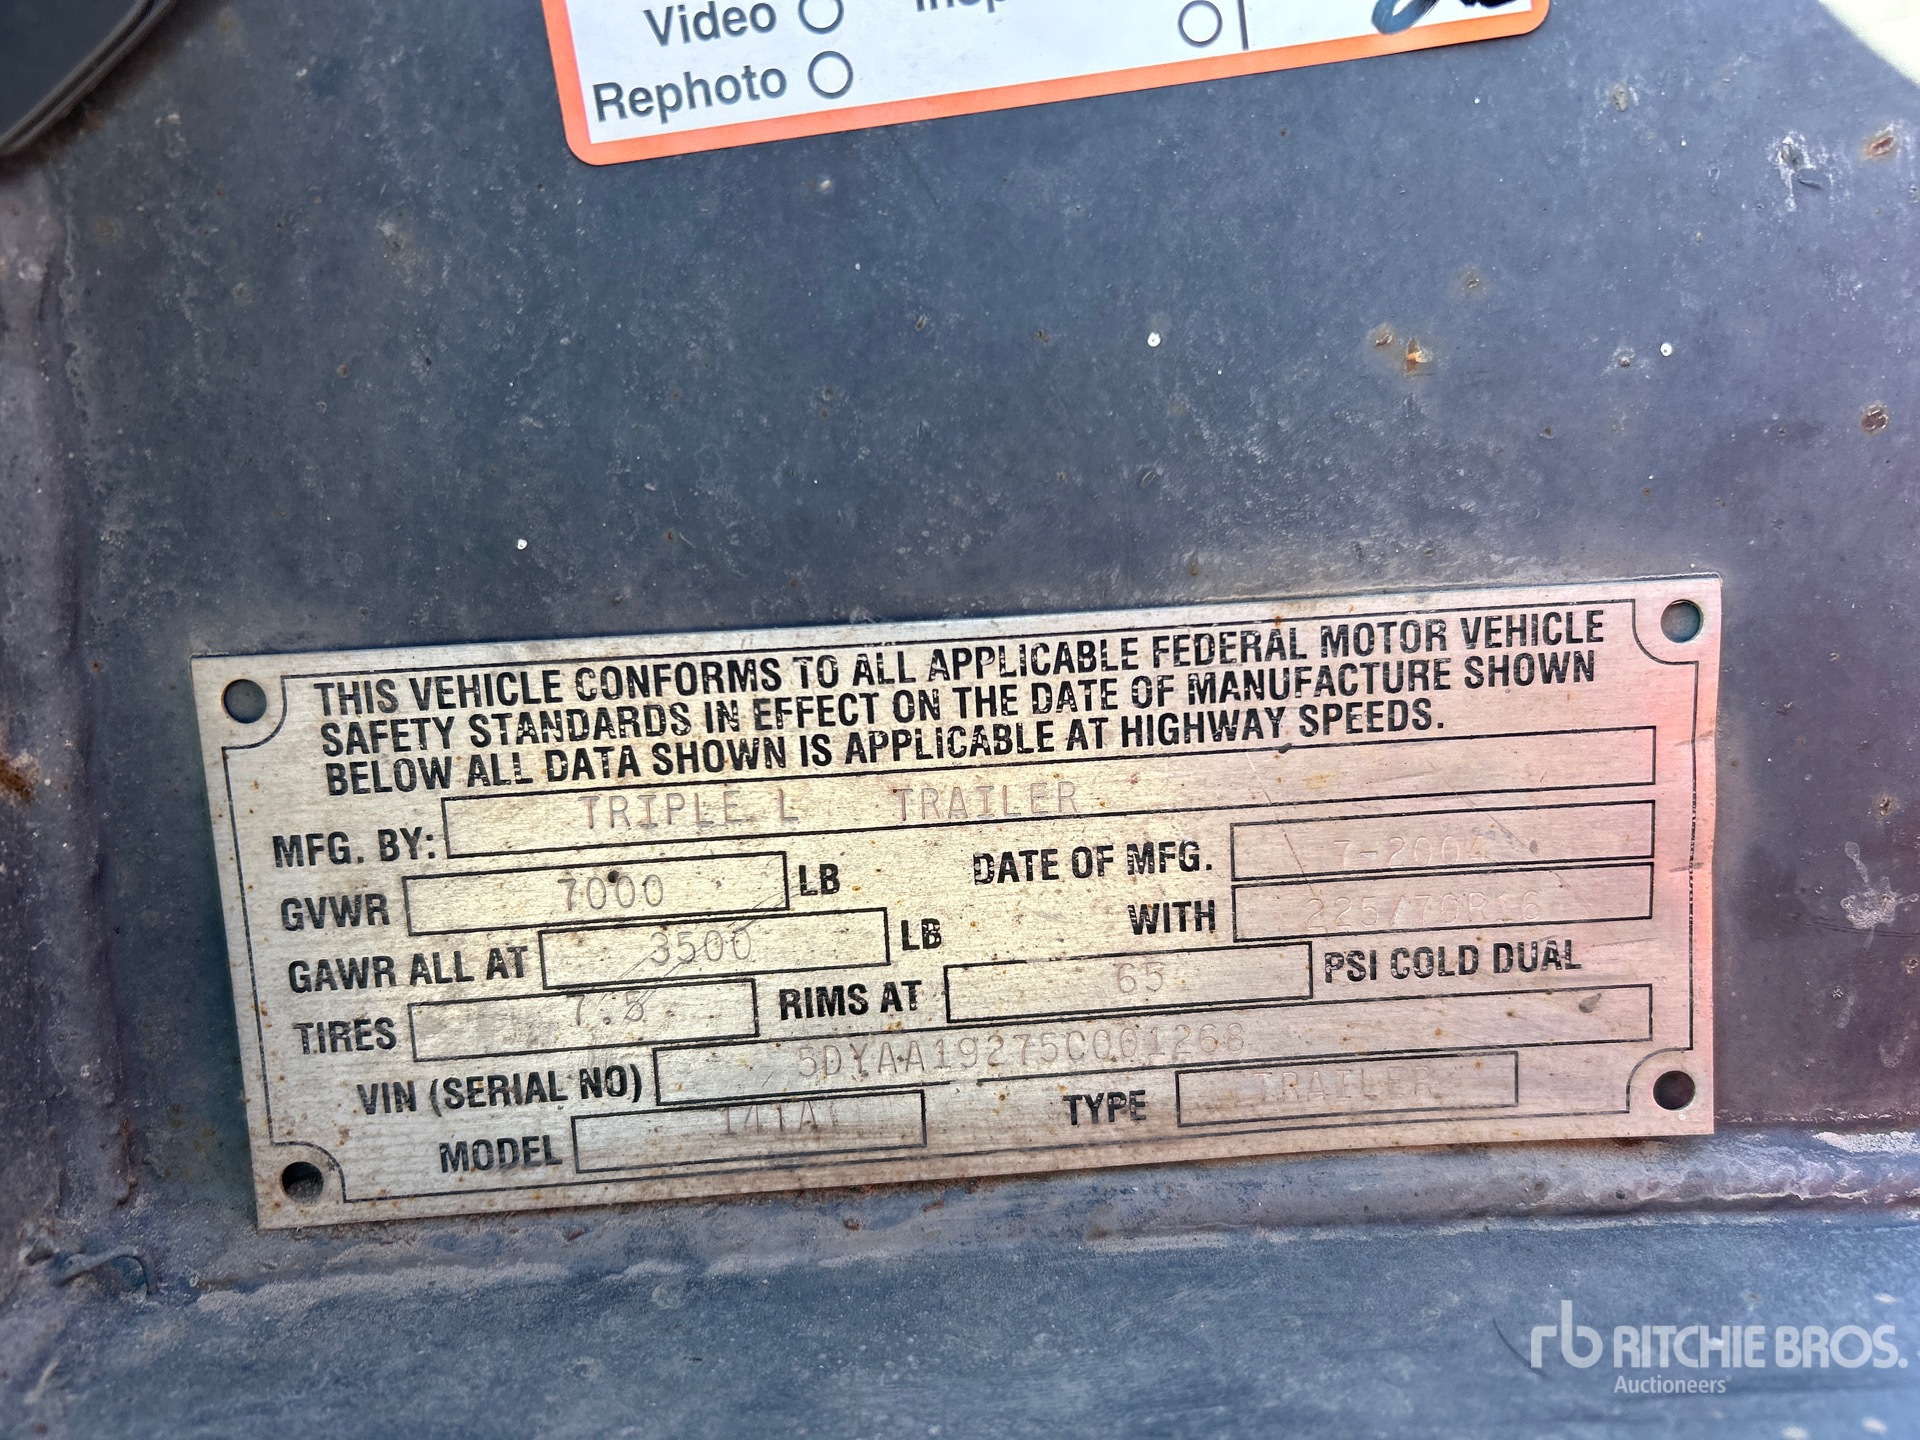 Video
Rephoto
THIS VEHICLE CONFORMS TO ALL APPLICABLE FEDERAL MOTOR VEHICLE
SAFETY STANDARDS IN EFFECT ON THE DATE OF MANUFACTURE SHOWN
BELOW ALL DATA SHOWN IS APPLICABLE AT HIGHWAY SPEEDS.
MFG. BY: TRIPLE L TRAILER
GVWR 7000 LB DATE OF MFG. 7-2004
GAWR ALL AT 3500 LB WITH 225/70R16
TIRES 7.5 RIMS AT 65 PSI COLD DUAL
VIN (SERIAL NO) 5DYAA19275C001268
MODEL TYPE TRAILER
rb RITCHIE BROS.
Auctioneers